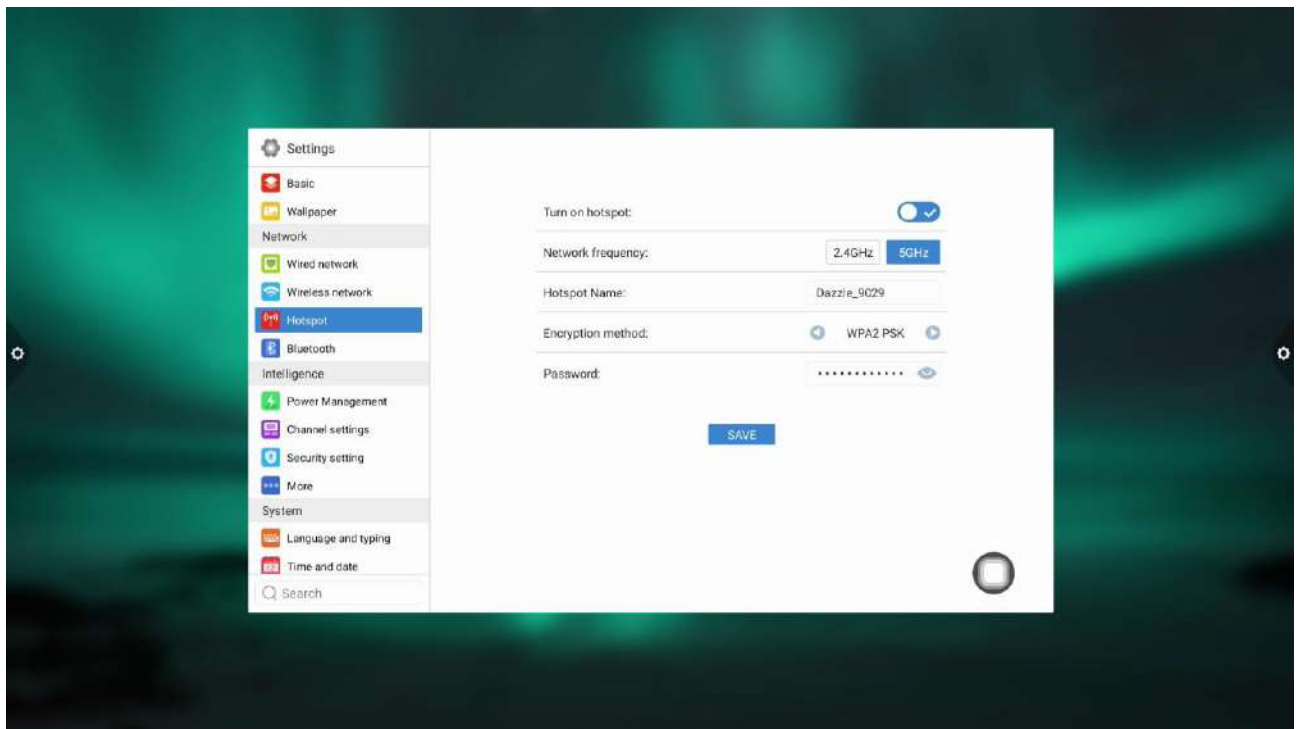 Settings
Basic
Wallpaper
Network
Wired network
Wireless network
Hotspot
Bluetooth
Intelligence
Power Management
Channel settings
Security setting
More
System
Language and typing
Time and date
Search
Turn on hotspot:
Network frequency: 2.4GHz 5GHz
Hotspot Name: Dazzle_9029
Encryption method: WPA2 PSK
Password: ············
SAVE